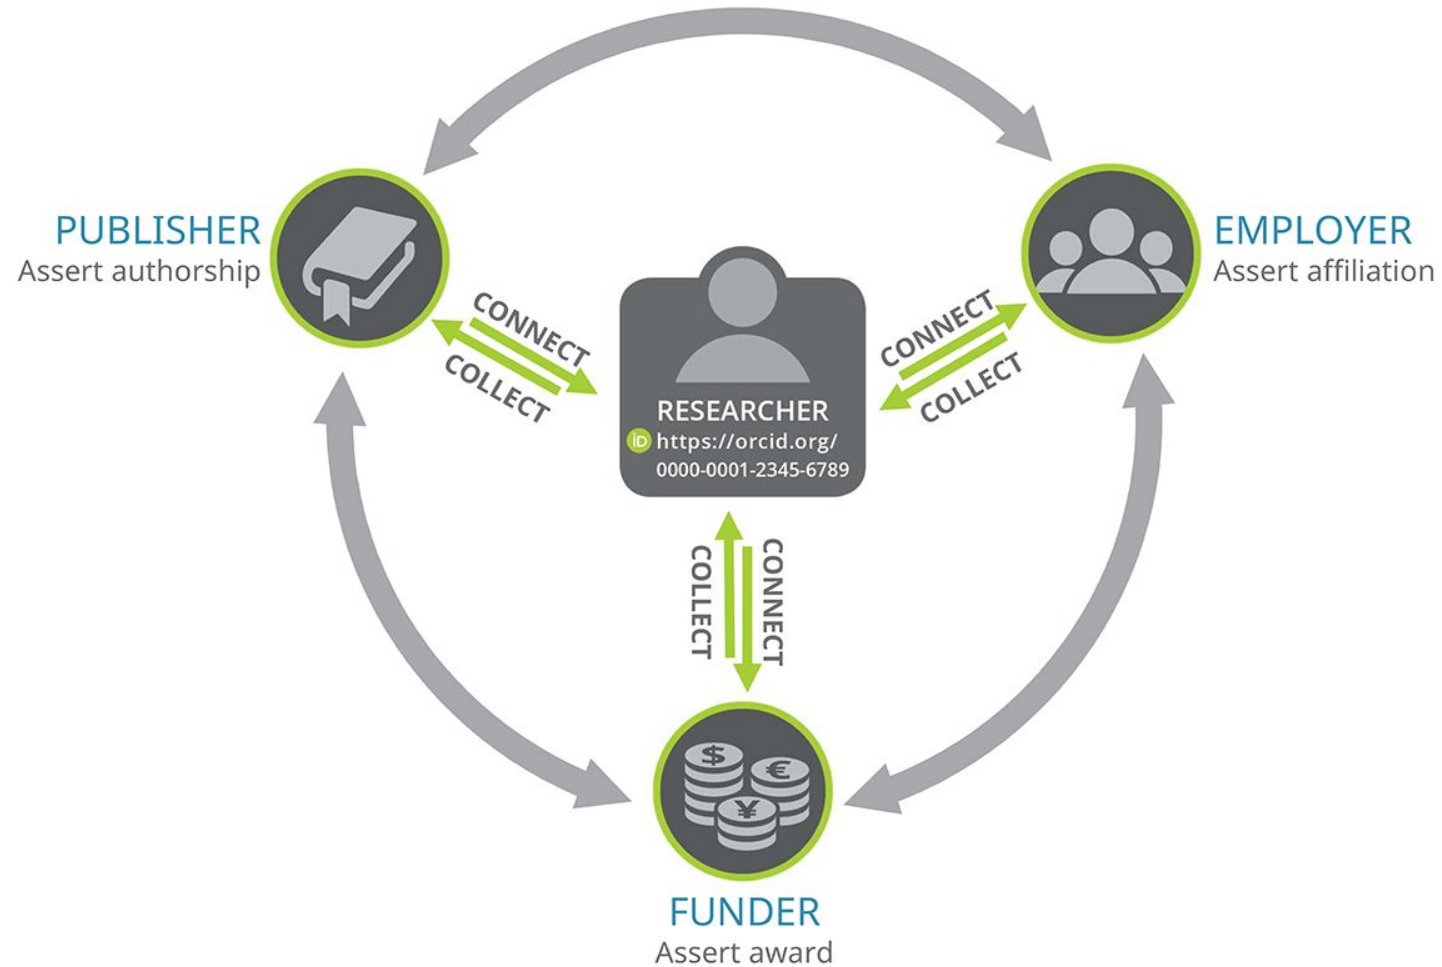 PUBLISHER
Assert authorship
EMPLOYER
Assert affiliation
CONNECT
COLLECT
CONNECT
COLLECT
RESEARCHER
iD https://orcid.org/
0000-0001-2345-6789
COLLECT
CONNECT
$
€
¥
FUNDER
Assert award